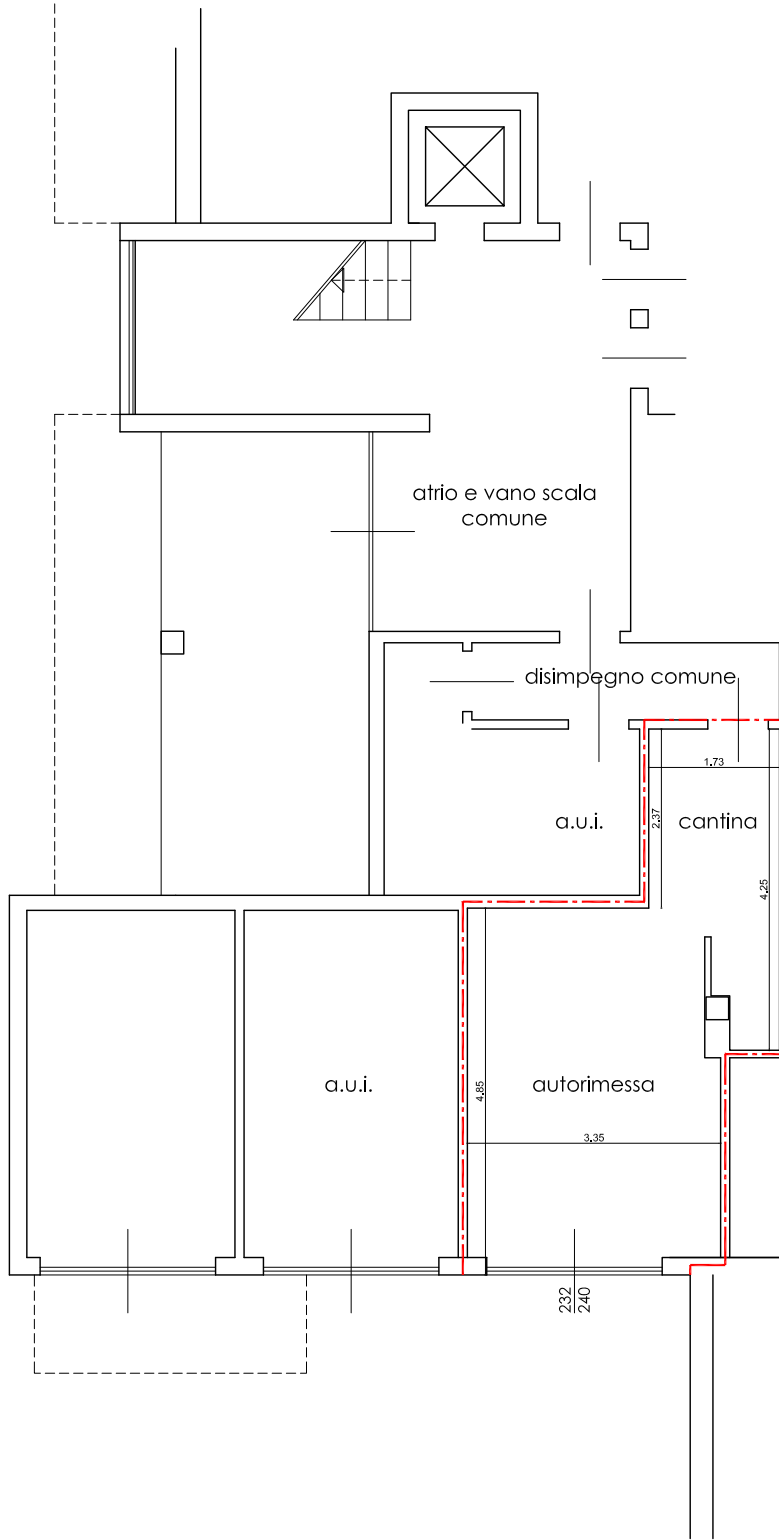 atrio e vano scala
comune
disimpegno comune
1.73
2.37
a.u.i.
cantina
4.25
a.u.i.
4.85
autorimessa
3.35
232
240